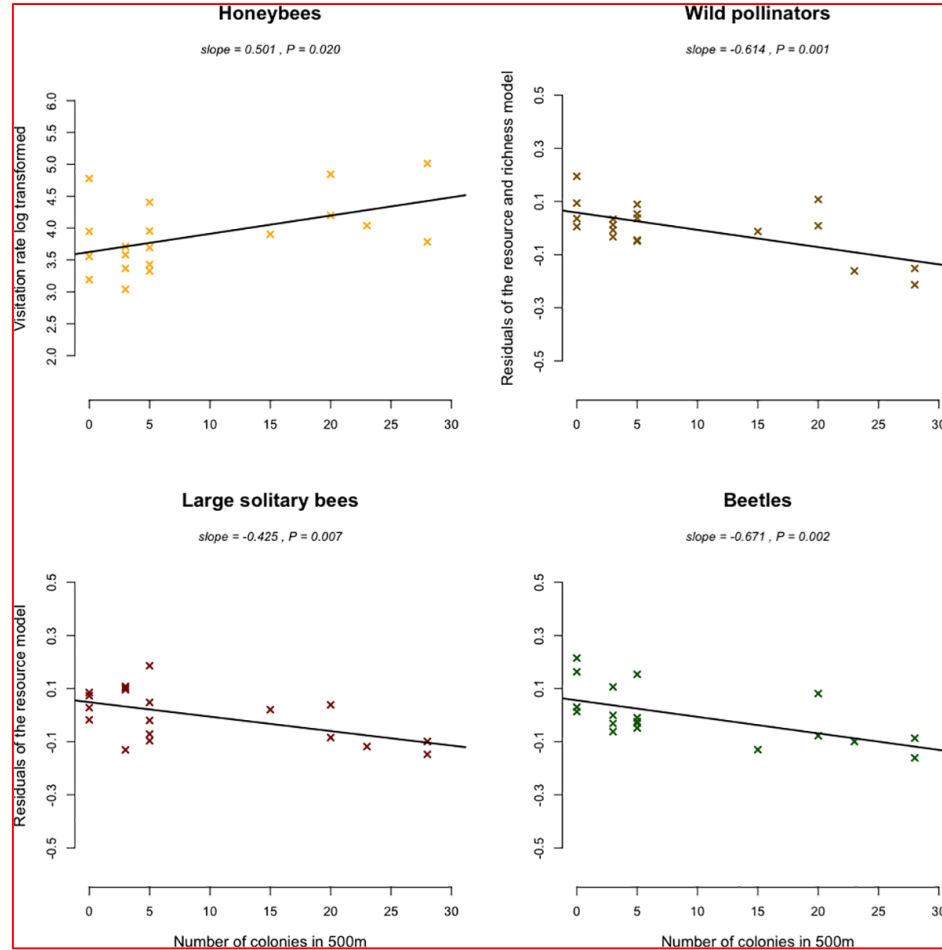 Honeybees
slope = 0.501 , P = 0.020
Visitation rate log transformed
6.0
5.5
5.0
4.5
4.0
3.5
3.0
2.5
2.0
0 5 10 15 20 25 30
Wild pollinators
slope = -0.614 , P = 0.001
Residuals of the resource and richness model
0.5
0.3
0.1
-0.1
-0.3
-0.5
0 5 10 15 20 25 30
Large solitary bees
slope = -0.425 , P = 0.007
Residuals of the resource model
0.5
0.3
0.1
-0.1
-0.3
-0.5
0 5 10 15 20 25 30
Number of colonies in 500m
Beetles
slope = -0.671 , P = 0.002
0.5
0.3
0.1
-0.1
-0.3
-0.5
0 5 10 15 20 25 30
Number of colonies in 500m